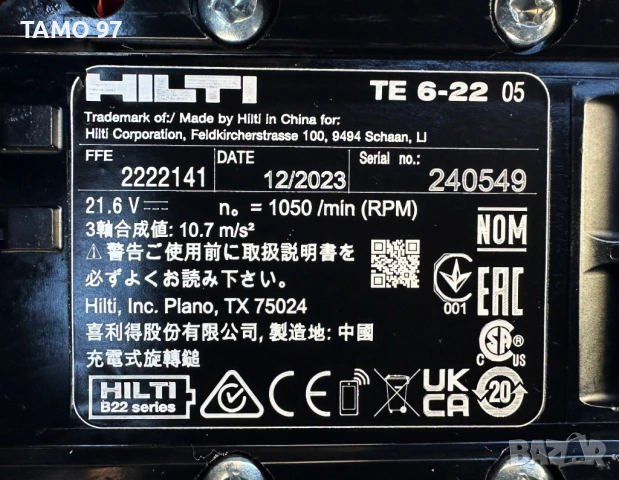 TAMO 97
HILTI TE 6-22 05
Trademark of:/ Made by Hilti in China for:
Hilti Corporation, Feldkircherstrasse 100, 9494 Schaan, LI
FFE DATE Serial no.:
2222141 12/2023 240549
21.6 V n₀ = 1050 /min (RPM)
3軸合成値: 10.7 m/s²
⚠警告ご使用前に取扱説明書を
必ずよくお読み下さい。
Hilti, Inc. Plano, TX 75024
喜利得股份有限公司, 製造地: 中國
充電式旋轉鎚
NOM
001
EAC
C SA ® US
HILTI
B22 series
CE
UK
CA
20
BAZAR